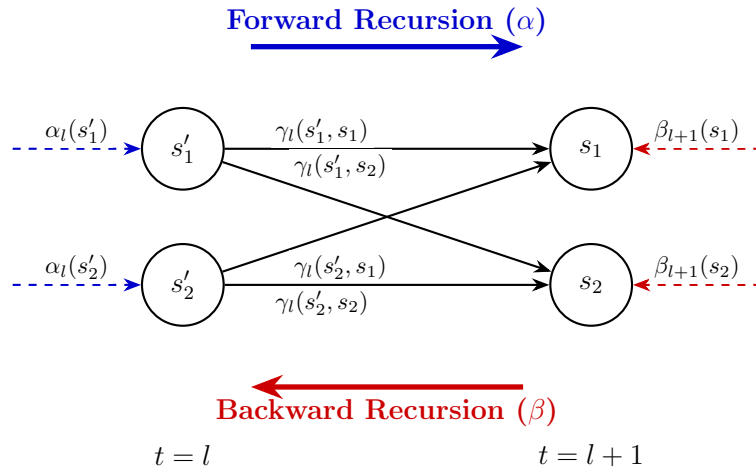 Forward Recursion (α)
α_l(s′_1)
s′_1
γ_l(s′_1, s_1)
γ_l(s′_1, s_2)
s_1
β_{l+1}(s_1)
α_l(s′_2)
s′_2
γ_l(s′_2, s_1)
γ_l(s′_2, s_2)
s_2
β_{l+1}(s_2)
Backward Recursion (β)
t = l
t = l + 1